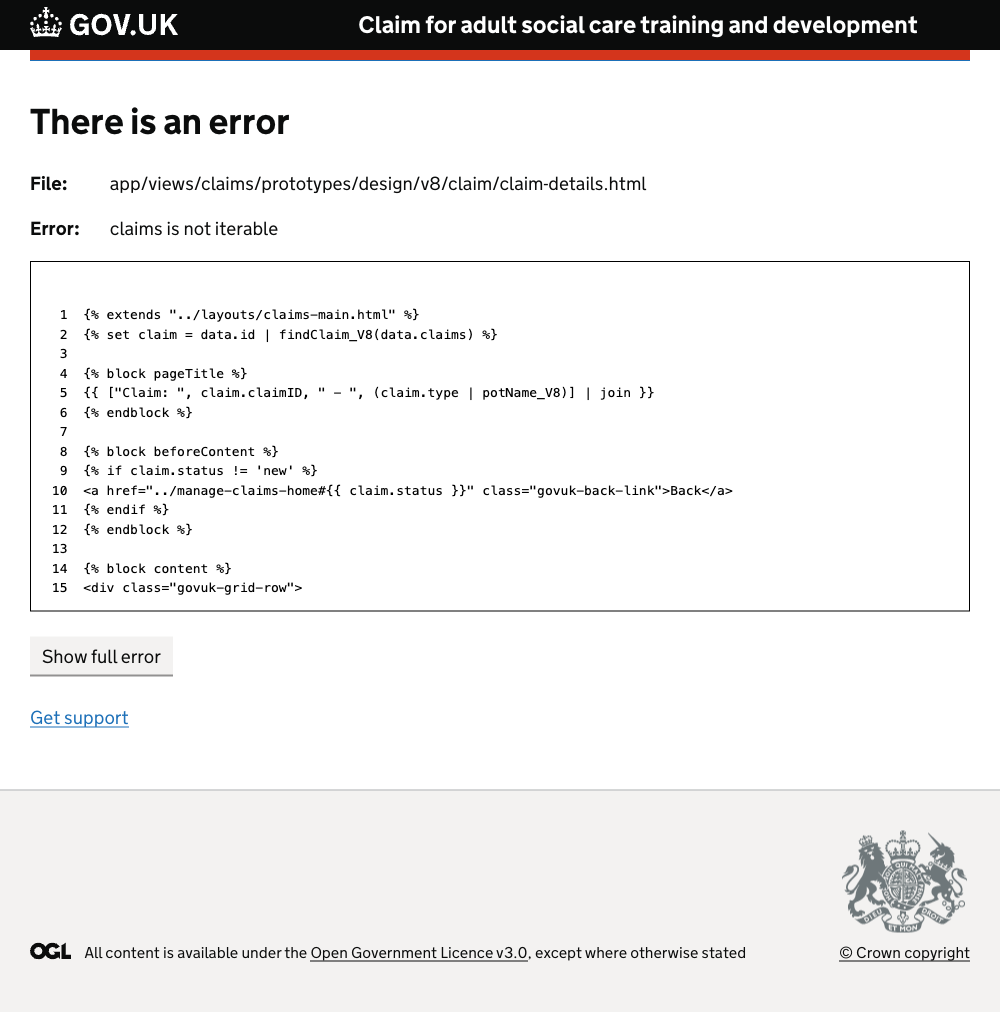 GOV.UK Claim for adult social care training and development
There is an error
File: app/views/claims/prototypes/design/v8/claim/claim-details.html
Error: claims is not iterable
1 {% extends "../layouts/claims-main.html" %}
2 {% set claim = data.id | findClaim_V8(data.claims) %}
3
4 {% block pageTitle %}
5 {{ ["Claim: ", claim.claimID, " - ", (claim.type | potName_V8)] | join }}
6 {% endblock %}
7
8 {% block beforeContent %}
9 {% if claim.status != 'new' %}
10 <a href="../manage-claims-home#{{ claim.status }}" class="govuk-back-link">Back</a>
11 {% endif %}
12 {% endblock %}
13
14 {% block content %}
15 <div class="govuk-grid-row">
Show full error
Get support
DIEU ET MON DROIT
OGL All content is available under the Open Government Licence v3.0, except where otherwise stated
© Crown copyright